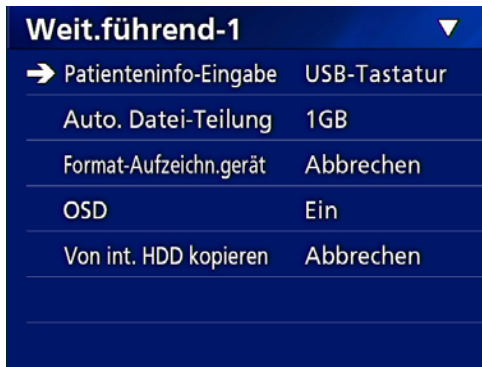 Weit.führend-1
Patienteninfo-Eingabe USB-Tastatur
Auto. Datei-Teilung 1GB
Format-Aufzeichn.gerät Abbrechen
OSD Ein
Von int. HDD kopieren Abbrechen